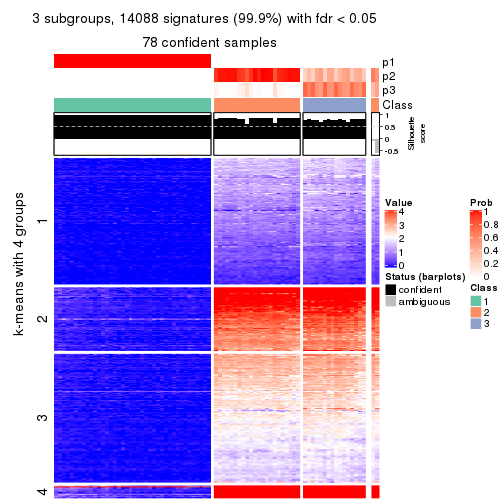 3 subgroups, 14088 signatures (99.9%) with fdr < 0.05
78 confident samples
p1
p2
p3
Class
1
0.5
0
-0.5
Silhouette
score
k-means with 4 groups
1
2
3
4
Value
4
3
2
1
0
Status (barplots)
confident
ambiguous
Prob
1
0.8
0.6
0.4
0.2
0
Class
1
2
3